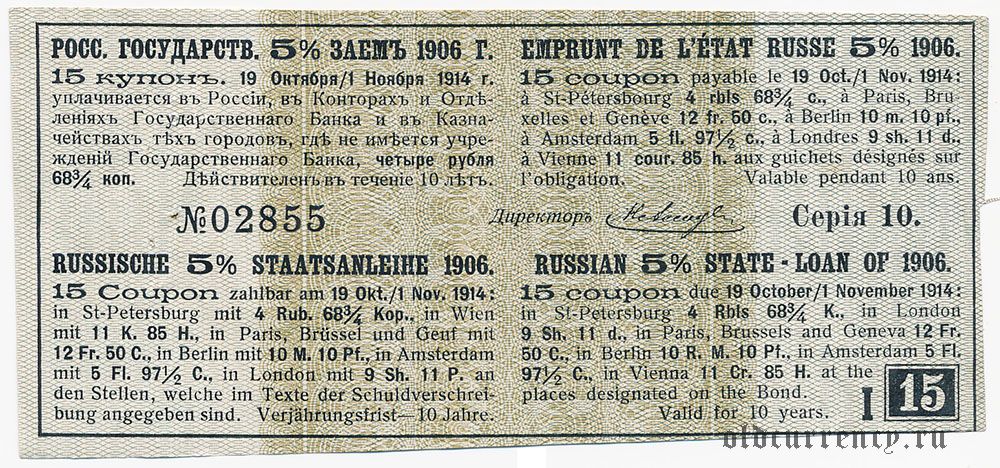 РОСС. ГОСУДАРСТВ. 5% ЗАЕМЪ 1906 Г.
15 купонъ. 19 Октября/1 Ноября 1914 г.
уплачивается въ Россіи, въ Конторахъ и Отдѣ-
леніяхъ Государственнаго Банка и въ Казна-
чействахъ тѣхъ городовъ, гдѣ не имѣется учре-
жденій Государственнаго Банка, четыре рубля
68¾ коп. Дѣйствителенъ въ теченіе 10 лѣтъ.
EMPRUNT DE L'ÉTAT RUSSE 5% 1906.
15 coupon payable le 19 Oct./1 Nov. 1914:
à St-Pétersbourg 4 rbls 68¾ c., à Paris, Bru-
xelles et Genève 12 fr. 50 c., à Berlin 10 m. 10 pf.,
à Amsterdam 5 fl. 97½ c., à Londres 9 sh. 11 d.,
à Vienne 11 cour. 85 h. aux guichets désignés sur
l'obligation. Valable pendant 10 ans.
№02855 Директоръ Серія 10.
RUSSISCHE 5% STAATSANLEIHE 1906.
15 Coupon zahlbar am 19 Okt./1 Nov. 1914:
in St-Petersburg mit 4 Rub. 68¾ Kop., in Wien
mit 11 K. 85 H., in Paris, Brüssel und Genf mit
12 Fr. 50 C., in Berlin mit 10 M. 10 Pf., in Amsterdam
mit 5 Fl. 97½ C., in London mit 9 Sh. 11 P. an
den Stellen, welche im Texte der Schuldverschrei-
bung angegeben sind. Verjährungsfrist—10 Jahre.
RUSSIAN 5% STATE-LOAN OF 1906.
15 coupon due 19 October/1 November 1914:
in St-Petersburg 4 Rbls 68¾ K., in London
9 Sh. 11 d., in Paris, Brussels and Geneva 12 Fr.
50 C., in Berlin 10 R. M. 10 Pf., in Amsterdam 5 Fl.
97½ C., in Vienna 11 Cr. 85 H. at the
places designated on the Bond.
Valid for 10 years. I 15
oldcurrency.ru